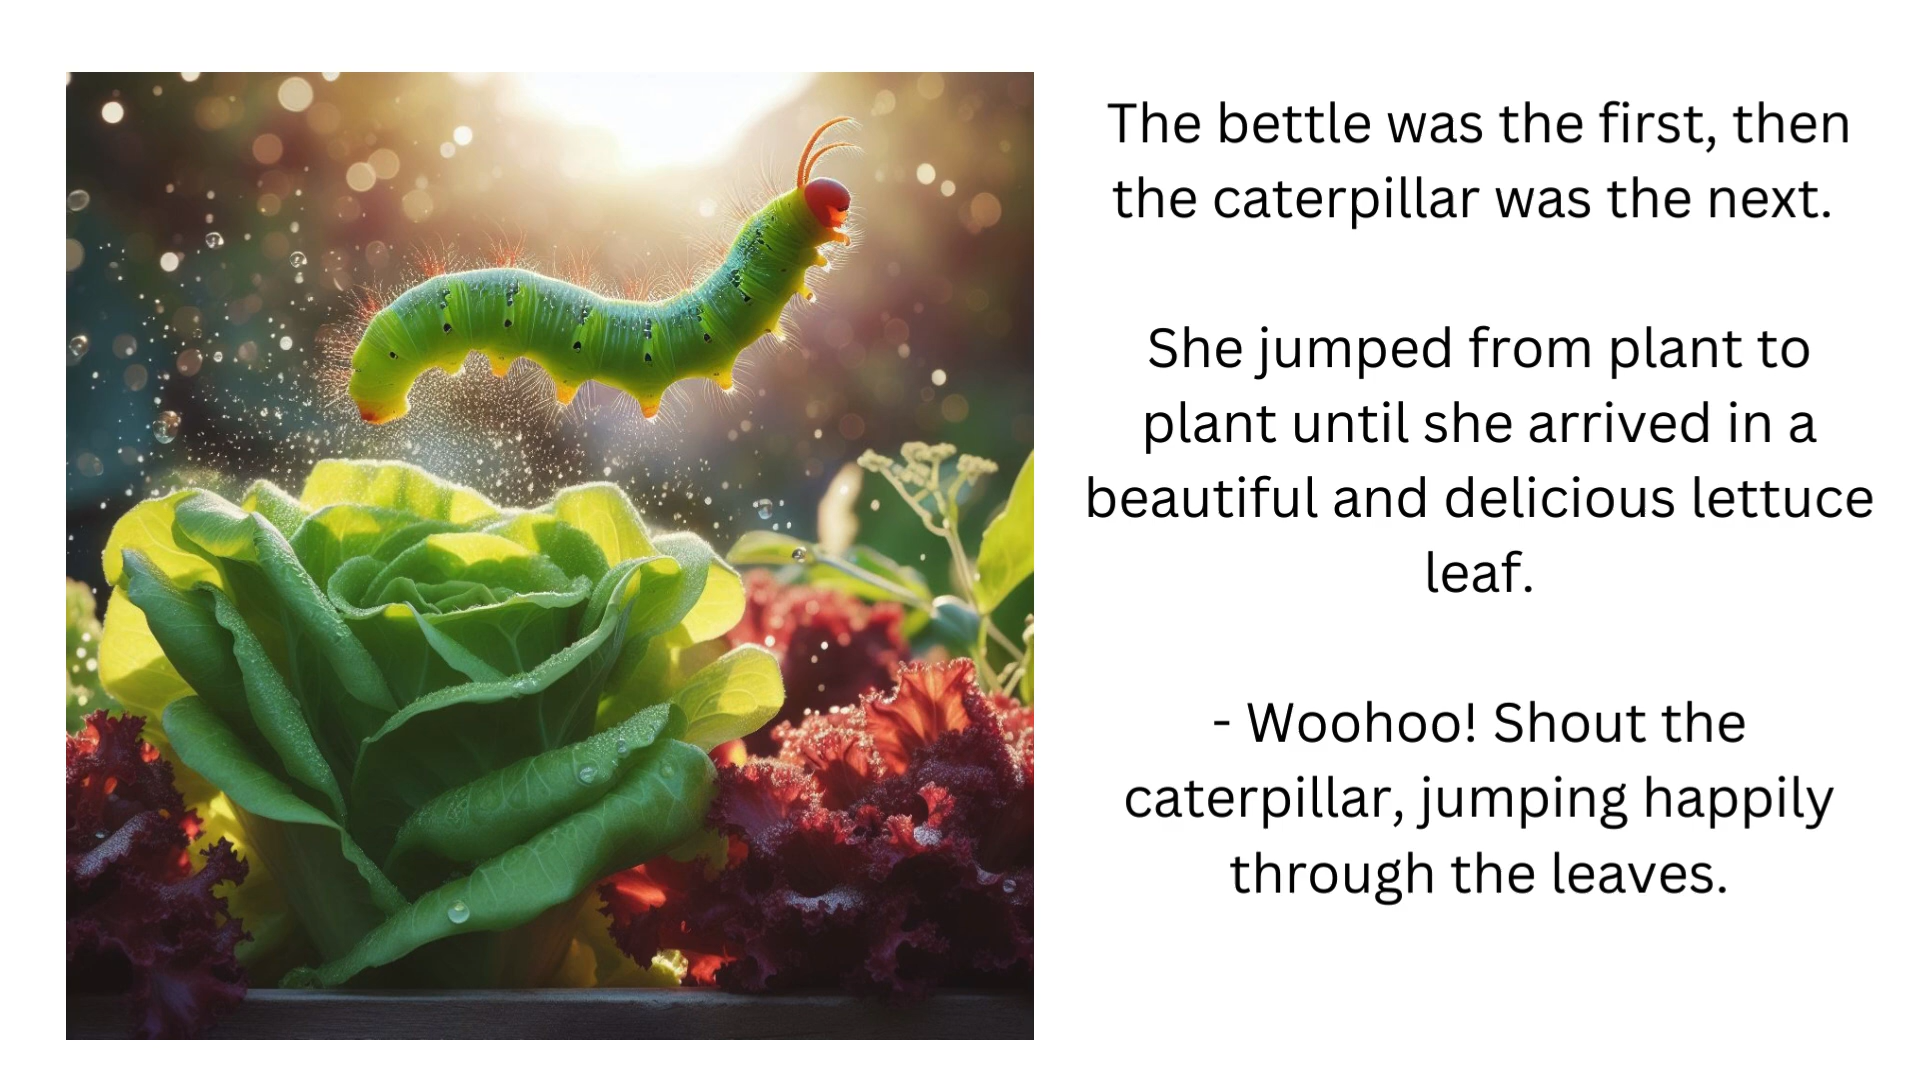 The bettle was the first, then
the caterpillar was the next.
She jumped from plant to
plant until she arrived in a
beautiful and delicious lettuce
leaf.
- Woohoo! Shout the
caterpillar, jumping happily
through the leaves.